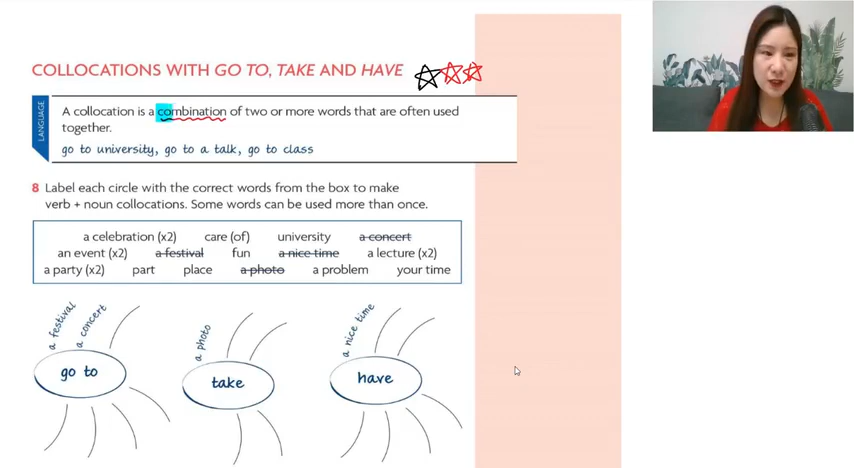 COLLOCATIONS WITH GO TO, TAKE AND HAVE
LANGUAGE
A collocation is a combination of two or more words that are often used
together.
go to university, go to a talk, go to class
8 Label each circle with the correct words from the box to make
verb + noun collocations. Some words can be used more than once.
a celebration (x2) care (of) university a concert
an event (x2) a festival fun a nice time a lecture (x2)
a party (x2) part place a photo a problem your time
a festival
a concert
go to
a photo
take
a nice time
have